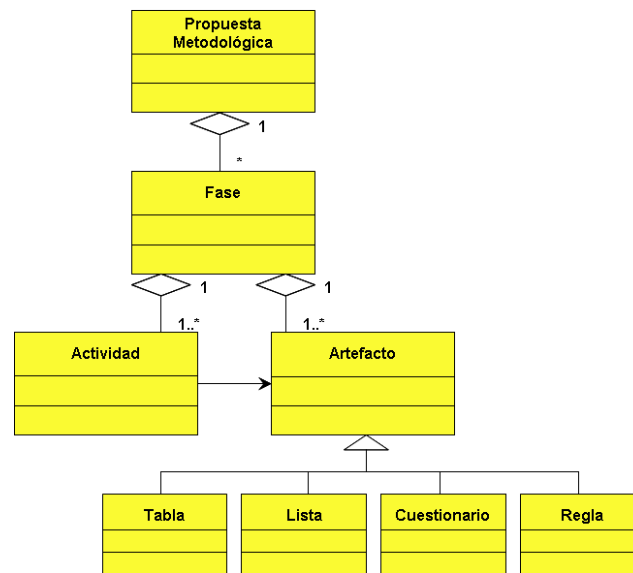 Propuesta
Metodológica
1
*
Fase
1
1
1..*
1..*
Actividad
Artefacto
Tabla
Lista
Cuestionario
Regla